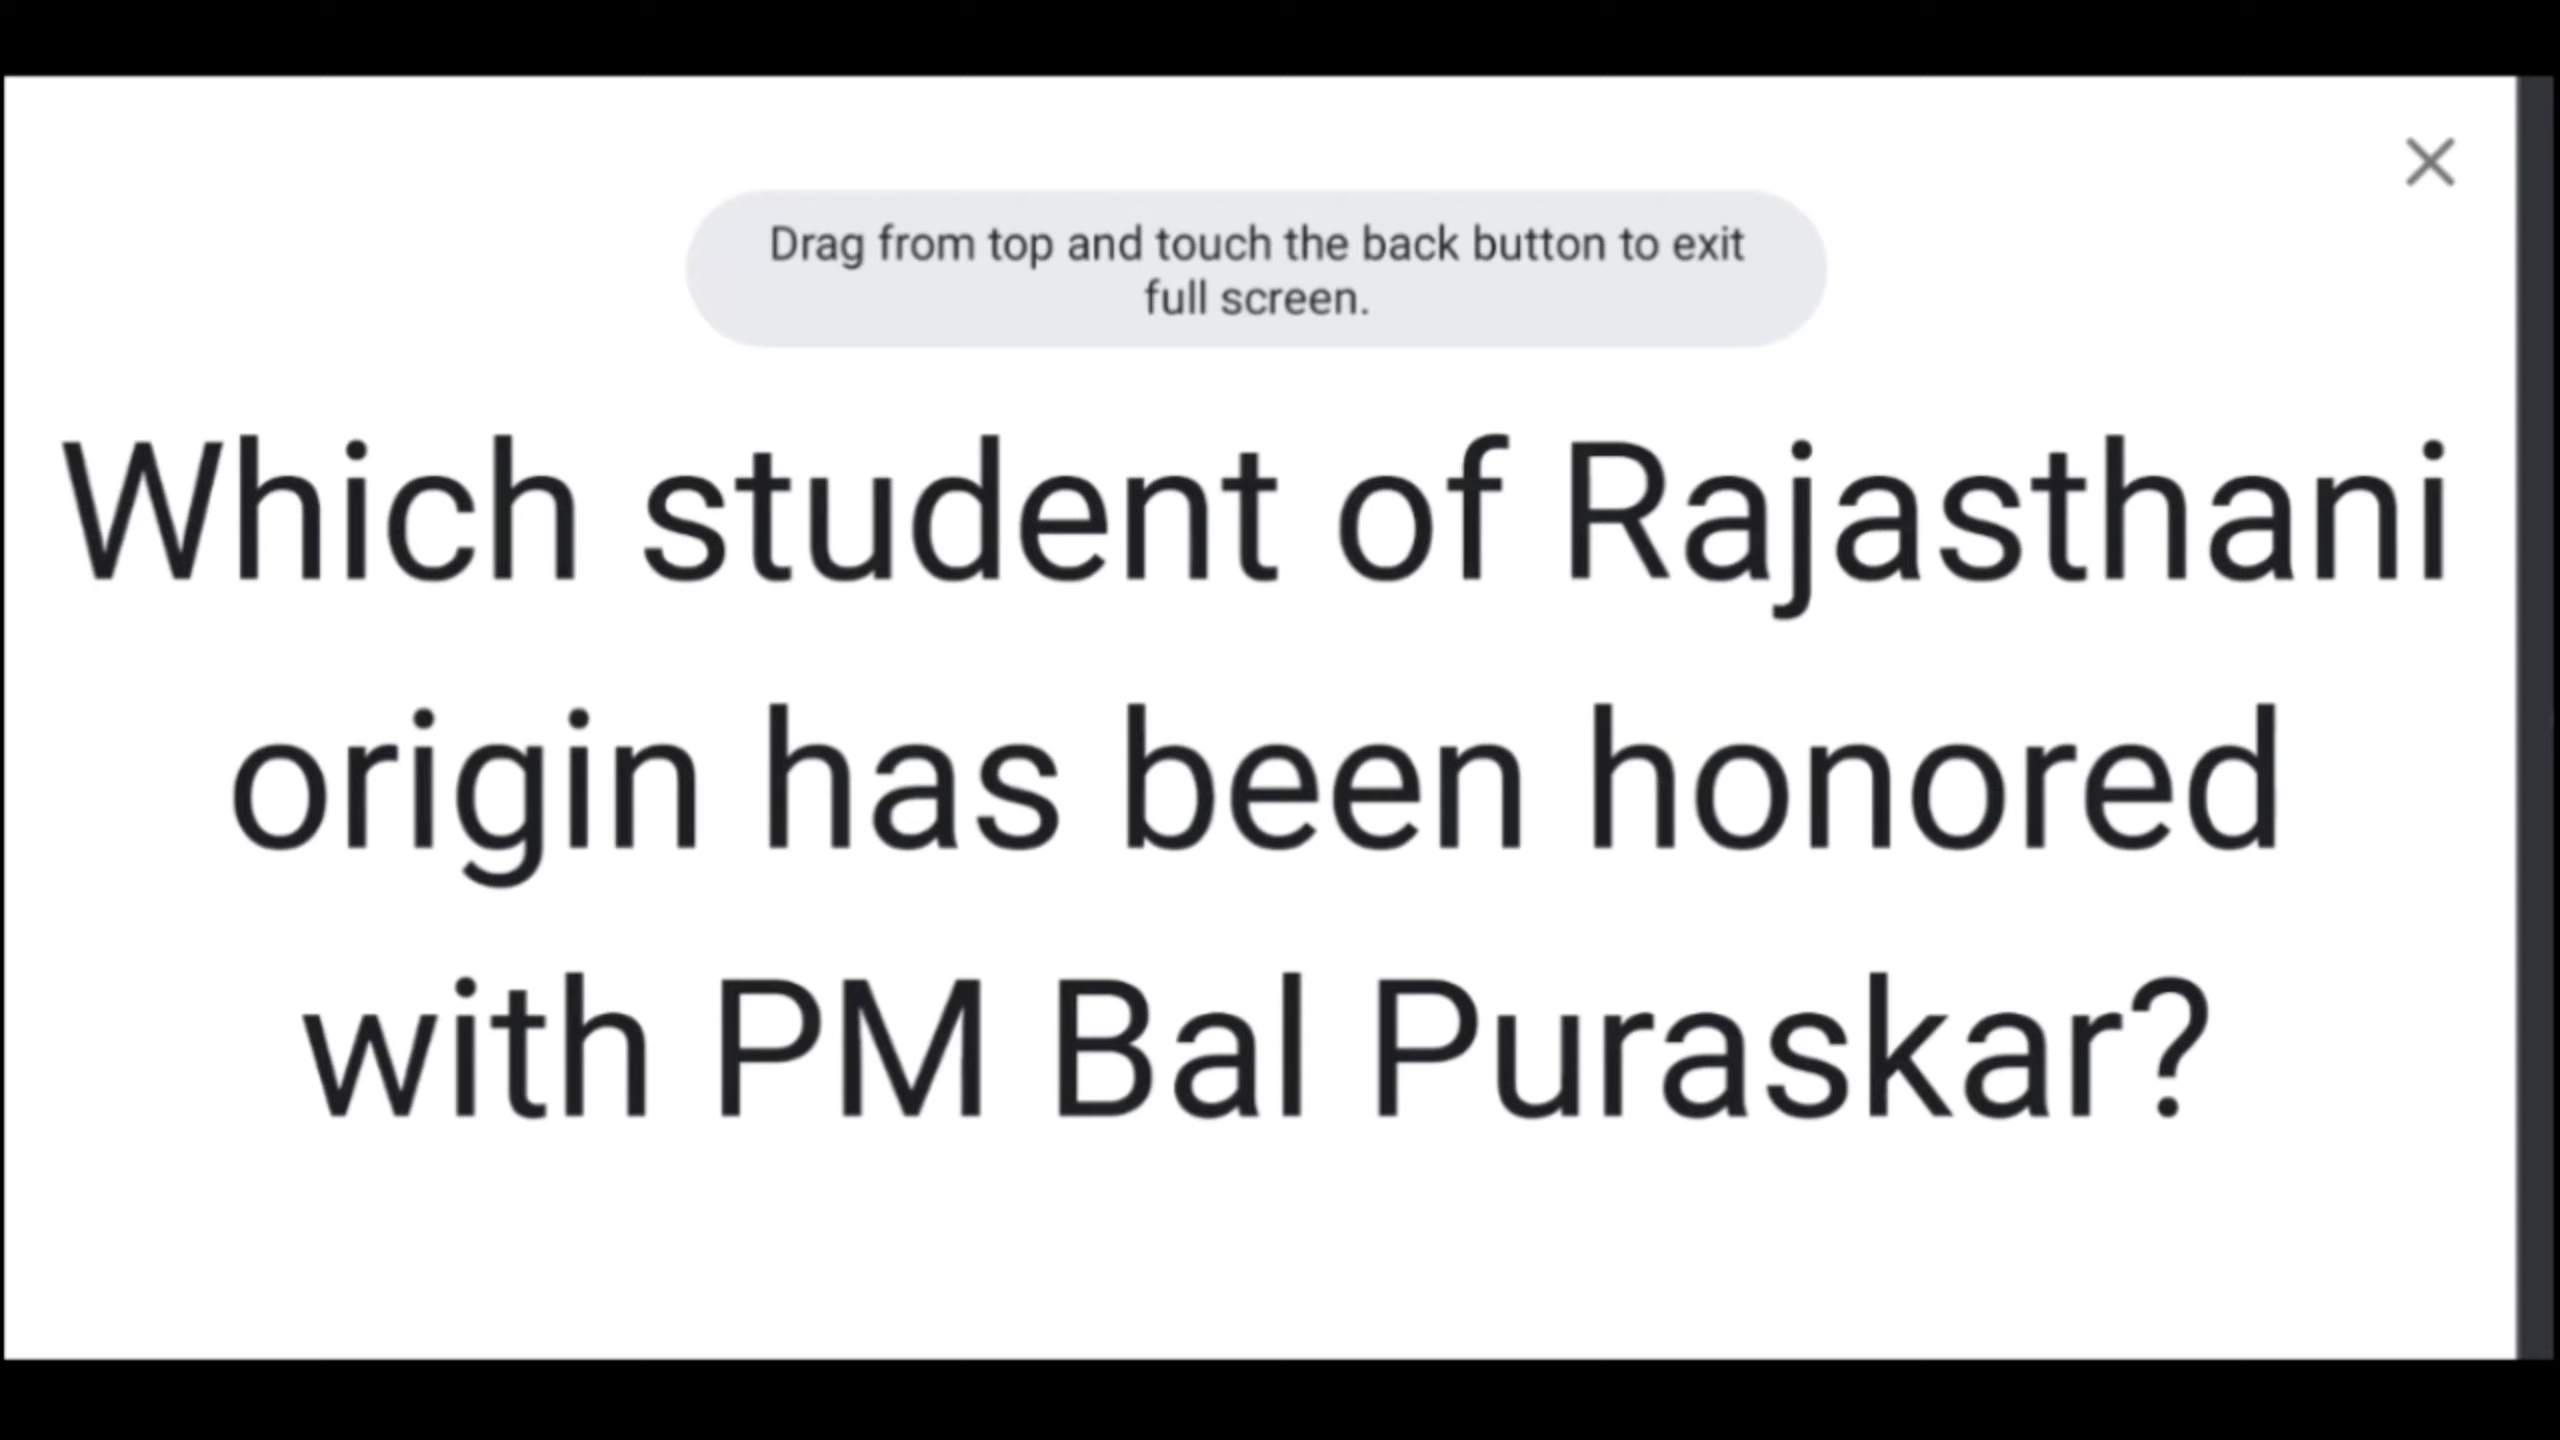 Drag from top and touch the back button to exit
full screen.
Which student of Rajasthani
origin has been honored
with PM Bal Puraskar?